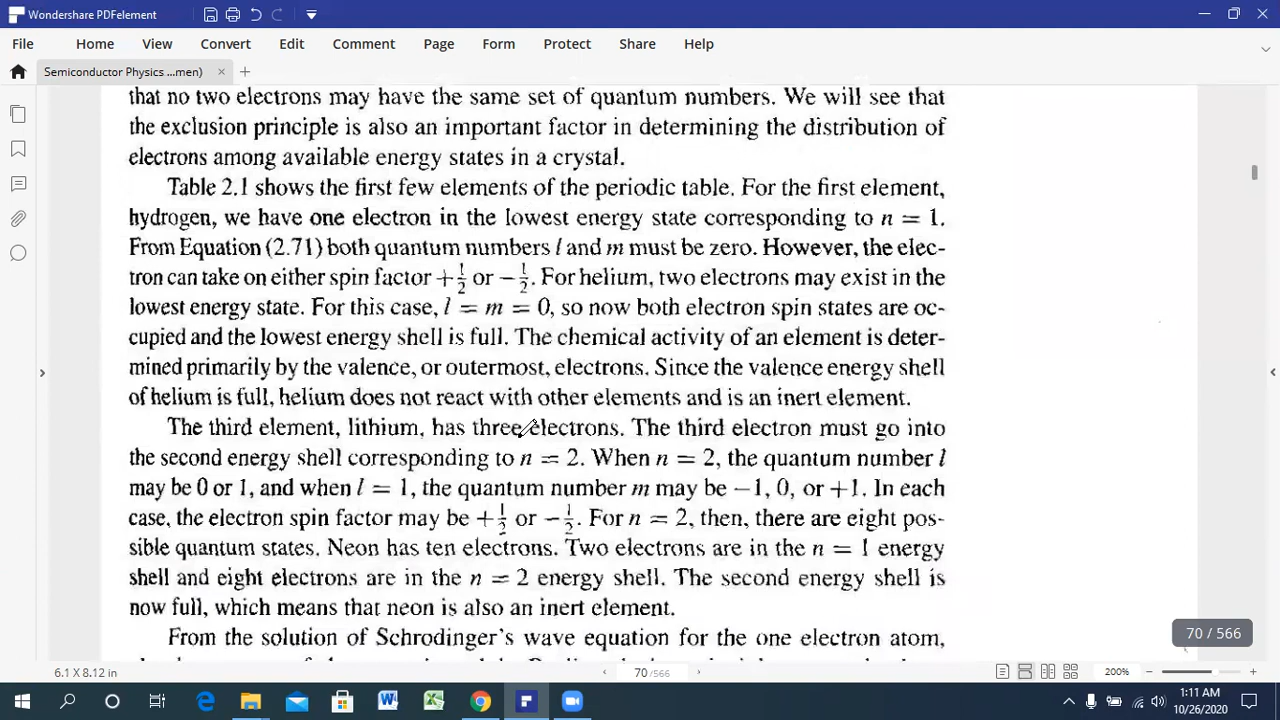 Wondershare PDFelement
File Home View Convert Edit Comment Page Form Protect Share Help
Semiconductor Physics ...men) × +
that no two electrons may have the same set of quantum numbers. We will see that
the exclusion principle is also an important factor in determining the distribution of
electrons among available energy states in a crystal.
Table 2.1 shows the first few elements of the periodic table. For the first element,
hydrogen, we have one electron in the lowest energy state corresponding to n = 1.
From Equation (2.71) both quantum numbers l and m must be zero. However, the elec-
tron can take on either spin factor +1/2 or −1/2. For helium, two electrons may exist in the
lowest energy state. For this case, l = m = 0, so now both electron spin states are oc-
cupied and the lowest energy shell is full. The chemical activity of an element is deter-
mined primarily by the valence, or outermost, electrons. Since the valence energy shell
of helium is full, helium does not react with other elements and is an inert element.
The third element, lithium, has three electrons. The third electron must go into
the second energy shell corresponding to n = 2. When n = 2, the quantum number l
may be 0 or 1, and when l = 1, the quantum number m may be −1, 0, or +1. In each
case, the electron spin factor may be +1/2 or −1/2. For n = 2, then, there are eight pos-
sible quantum states. Neon has ten electrons. Two electrons are in the n = 1 energy
shell and eight electrons are in the n = 2 energy shell. The second energy shell is
now full, which means that neon is also an inert element.
From the solution of Schrodinger's wave equation for the one electron atom,
70 / 566
6.1 X 8.12 in 70 /566 200%
1:11 AM
10/26/2020